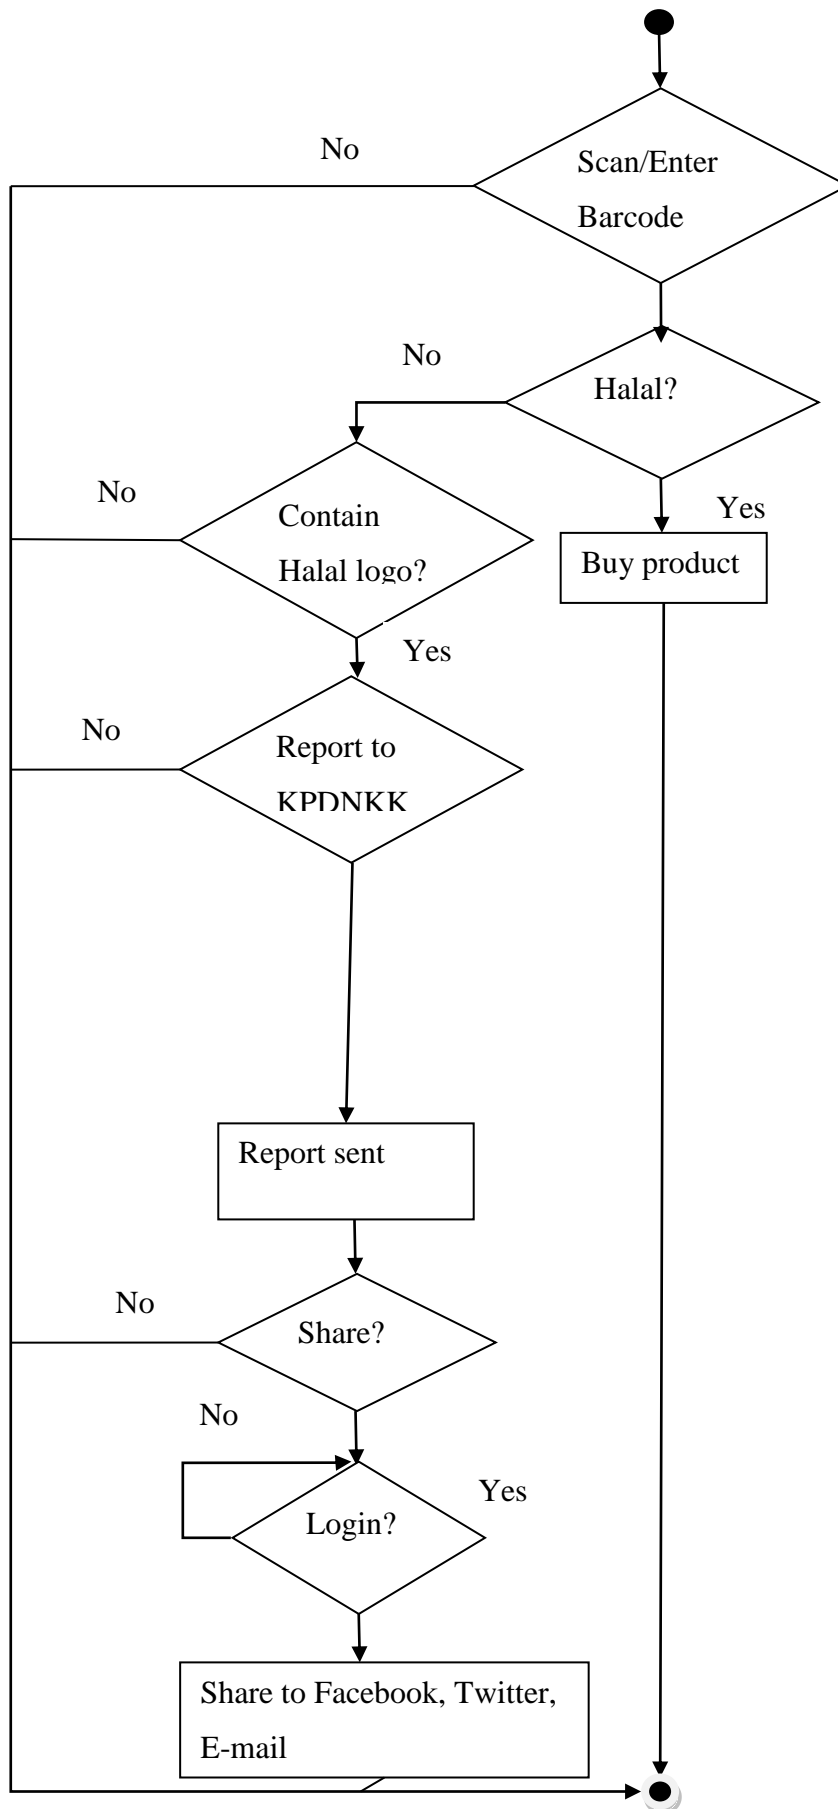 No
Scan/Enter
Barcode
No
Halal?
No
Contain
Halal logo?
Yes
Buy product
Yes
No
Report to
KPDNKK
Report sent
No
Share?
No
Yes
Login?
Share to Facebook, Twitter,
E-mail